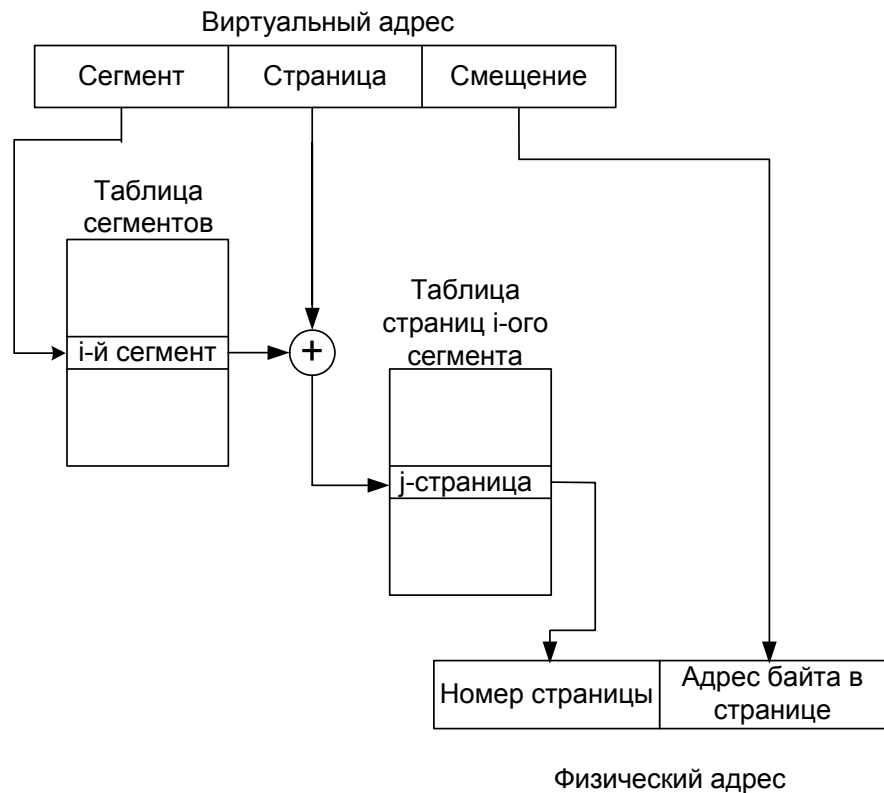 Виртуальный адрес
Сегмент
Страница
Смещение
Таблица
сегментов
i-й сегмент
+
Таблица
страниц i-ого
сегмента
j-страница
Номер страницы
Адрес байта в
странице
Физический адрес